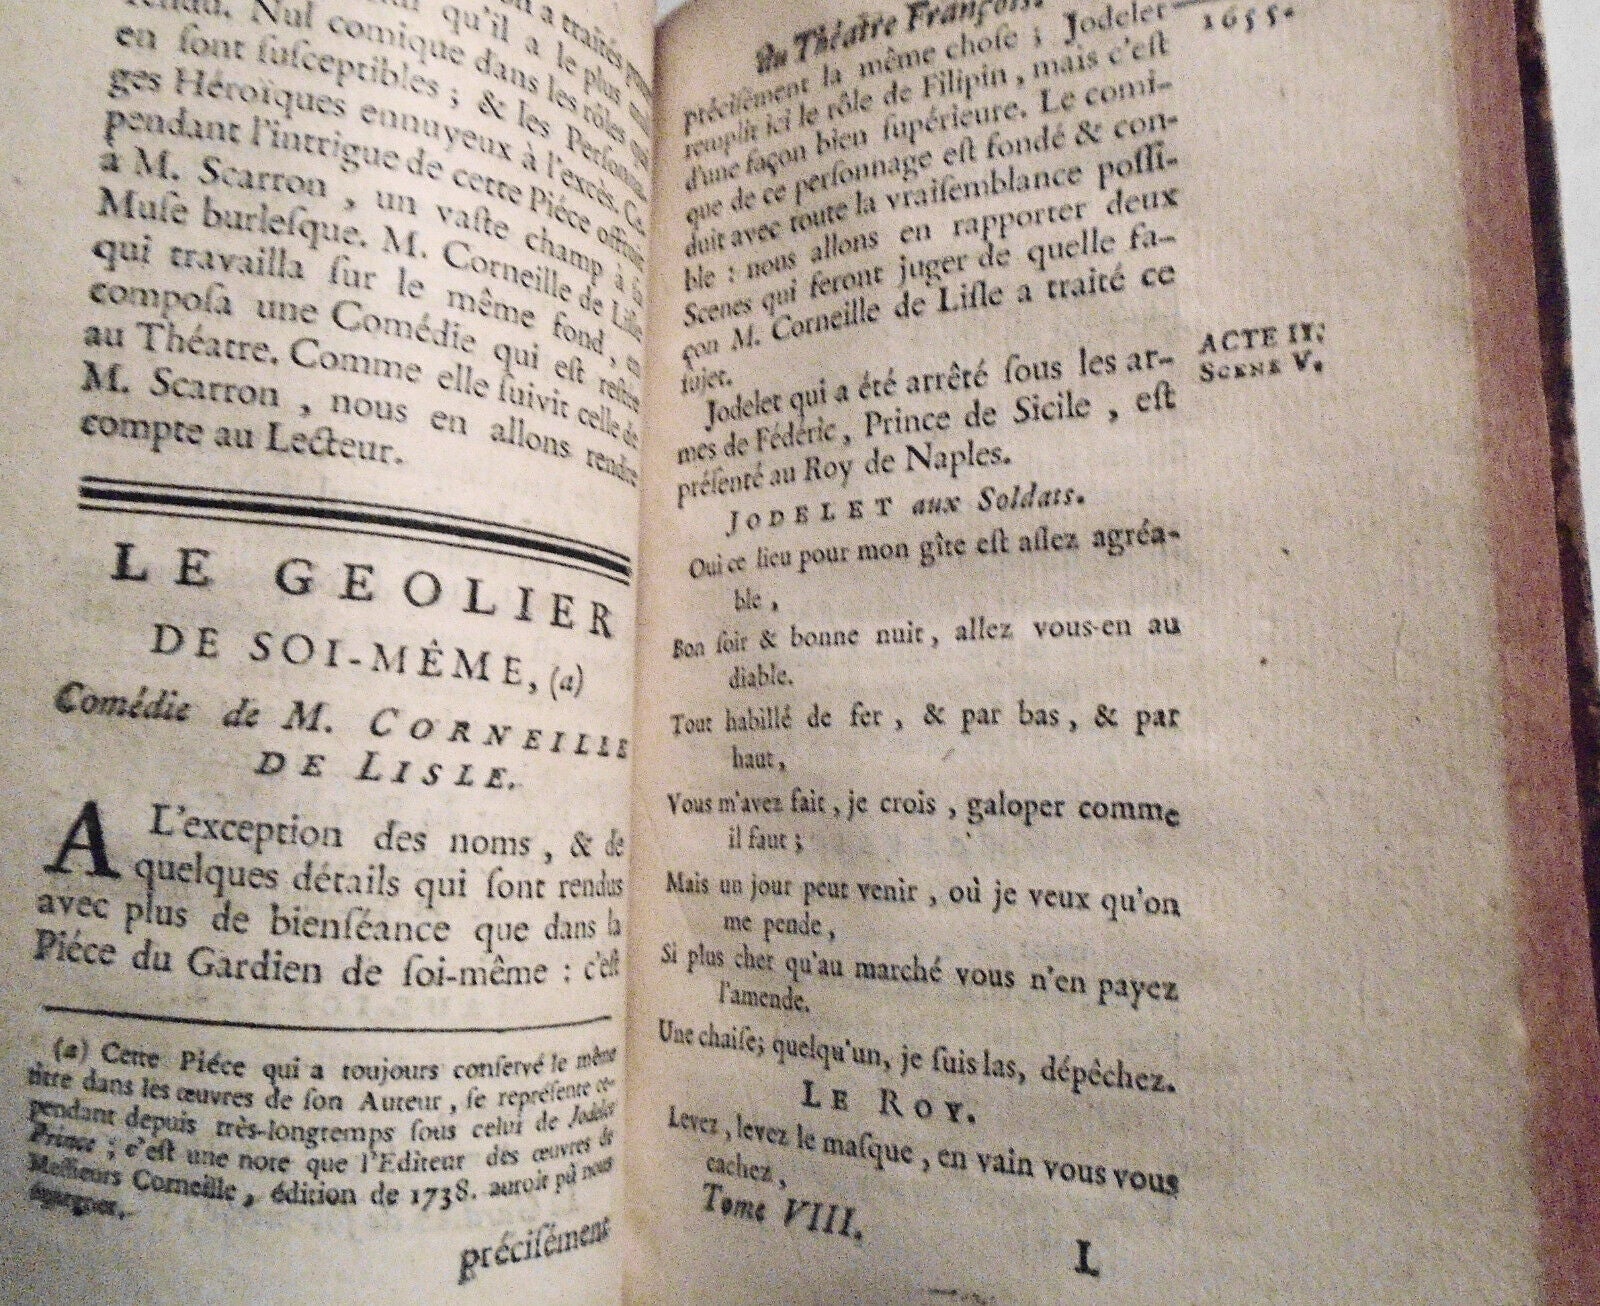 on a traités pour
rendu. Nul comique dans les rôles qui
qu'il a le plus
en ſont ſuſceptibles ; & les Perſonna-
ges Héroïques ennuyeux à l'excès. Ce-
pendant l'intrigue de cette Piéce offroit
à M. Scarron , un vaſte champ à ſa
Muſe burleſque. M. Corneille de Liſle
qui travailla ſur le même fond , en
compoſa une Comédie qui eſt reſtée
au Théatre. Comme elle ſuivit celle de
M. Scarron , nous en allons rendre
compte au Lecteur.
LE GEOLIER
DE SOI-MÊME, (a)
Comédie de M. CORNEILLE
DE LISLE.
A L'exception des noms , & de
quelques détails qui ſont rendus
avec plus de bienſéance que dans la
Piéce du Gardien de ſoi-même : c'eſt
(a) Cette Piéce qui a toujours conſervé le même
titre dans les œuvres de ſon Auteur , ſe repréſente ce-
pendant depuis très-longtemps ſous celui de Jodelet
Prince ; c'eſt une note que l'Editeur des œuvres de
Meſſieurs Corneille , édition de 1738. auroit pû nous
épargner.
précisément
du Théatre François.
1655.
précisément la même choſe ; Jodelet
remplit ici le rôle de Filipin , mais c'eſt
d'une façon bien ſupérieure. Le comi-
que de ce perſonnage eſt fondé & con-
duit avec toute la vraiſemblance poſſi-
ble : nous allons en rapporter deux
Scenes qui feront juger de quelle fa-
çon M. Corneille de Liſle a traité ce
ſujet.
Jodelet qui a été arrêté ſous les ar-
mes de Féderic, Prince de Sicile , eſt
préſenté au Roy de Naples.
ACTE II.
SCENE V.
JODELET aux Soldats.
Oui ce lieu pour mon gîte eſt aſſez agréa-
ble ,
Bon ſoir & bonne nuit , allez vous-en au
diable.
Tout habillé de fer , & par bas , & par
haut ,
Vous m'avez fait , je crois , galoper comme
il faut ;
Mais un jour peut venir , où je veux qu'on
me pende ,
Si plus cher qu'au marché vous n'en payez
l'amende.
Une chaiſe; quelqu'un, je ſuis las, dépêchez.
LE ROY.
Levez , levez le maſque , en vain vous vous
cachez ,
Tome VIII.
L